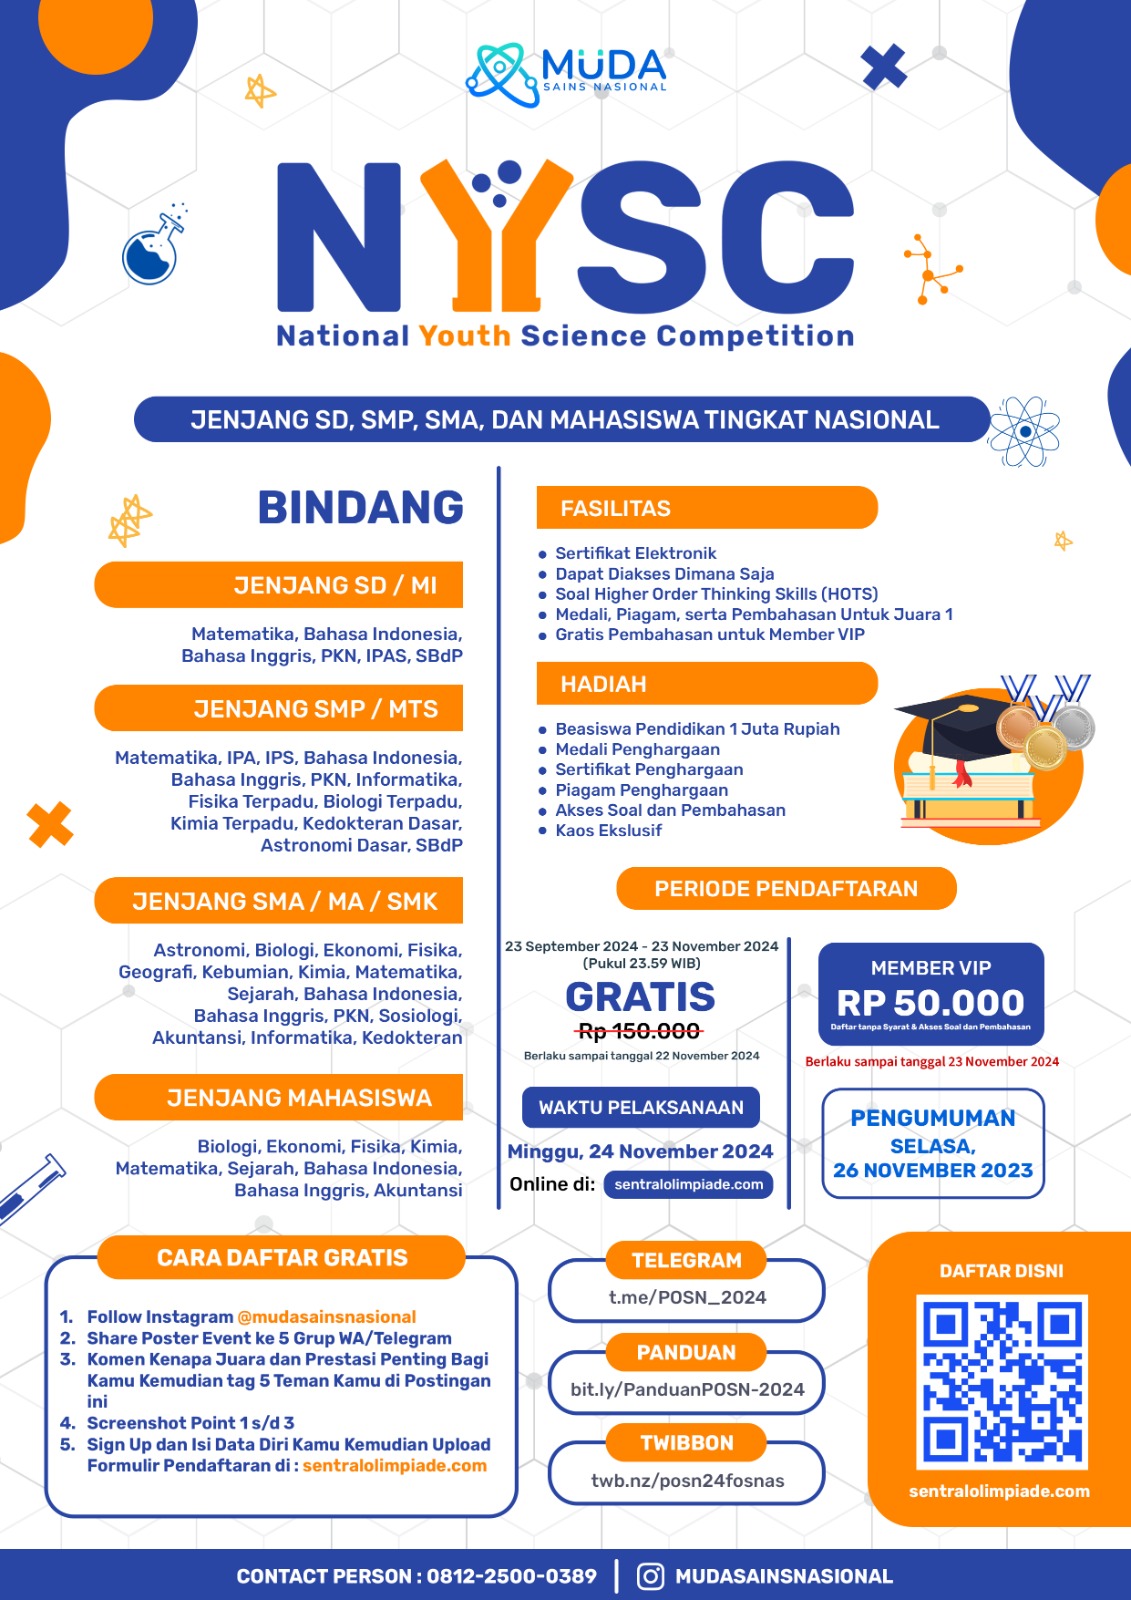 MUDA
SAINS NASIONAL
NYSC
National Youth Science Competition
JENJANG SD, SMP, SMA, DAN MAHASISWA TINGKAT NASIONAL
BINDANG
JENJANG SD / MI
Matematika, Bahasa Indonesia,
Bahasa Inggris, PKN, IPAS, SBdP
JENJANG SMP / MTS
Matematika, IPA, IPS, Bahasa Indonesia,
Bahasa Inggris, PKN, Informatika,
Fisika Terpadu, Biologi Terpadu,
Kimia Terpadu, Kedokteran Dasar,
Astronomi Dasar, SBdP
JENJANG SMA / MA / SMK
Astronomi, Biologi, Ekonomi, Fisika,
Geografi, Kebumian, Kimia, Matematika,
Sejarah, Bahasa Indonesia,
Bahasa Inggris, PKN, Sosiologi,
Akuntansi, Informatika, Kedokteran
JENJANG MAHASISWA
Biologi, Ekonomi, Fisika, Kimia,
Matematika, Sejarah, Bahasa Indonesia,
Bahasa Inggris, Akuntansi
FASILITAS
• Sertifikat Elektronik
• Dapat Diakses Dimana Saja
• Soal Higher Order Thinking Skills (HOTS)
• Medali, Piagam, serta Pembahasan Untuk Juara 1
• Gratis Pembahasan untuk Member VIP
HADIAH
• Beasiswa Pendidikan 1 Juta Rupiah
• Medali Penghargaan
• Sertifikat Penghargaan
• Piagam Penghargaan
• Akses Soal dan Pembahasan
• Kaos Ekslusif
PERIODE PENDAFTARAN
23 September 2024 - 23 November 2024
(Pukul 23.59 WIB)
GRATIS
Rp 150.000
Berlaku sampai tanggal 22 November 2024
WAKTU PELAKSANAAN
Minggu, 24 November 2024
Online di: sentralolimpiade.com
MEMBER VIP
RP 50.000
Daftar tanpa Syarat & Akses Soal dan Pembahasan
Berlaku sampai tanggal 23 November 2024
PENGUMUMAN
SELASA,
26 NOVEMBER 2023
CARA DAFTAR GRATIS
1. Follow Instagram @mudasainsnasional
2. Share Poster Event ke 5 Grup WA/Telegram
3. Komen Kenapa Juara dan Prestasi Penting Bagi
Kamu Kemudian tag 5 Teman Kamu di Postingan
ini
4. Screenshot Point 1 s/d 3
5. Sign Up dan Isi Data Diri Kamu Kemudian Upload
Formulir Pendaftaran di : sentralolimpiade.com
TELEGRAM
t.me/POSN_2024
PANDUAN
bit.ly/PanduanPOSN-2024
TWIBBON
twb.nz/posn24fosnas
DAFTAR DISNI
sentralolimpiade.com
CONTACT PERSON : 0812-2500-0389 | MUDASAINSNASIONAL